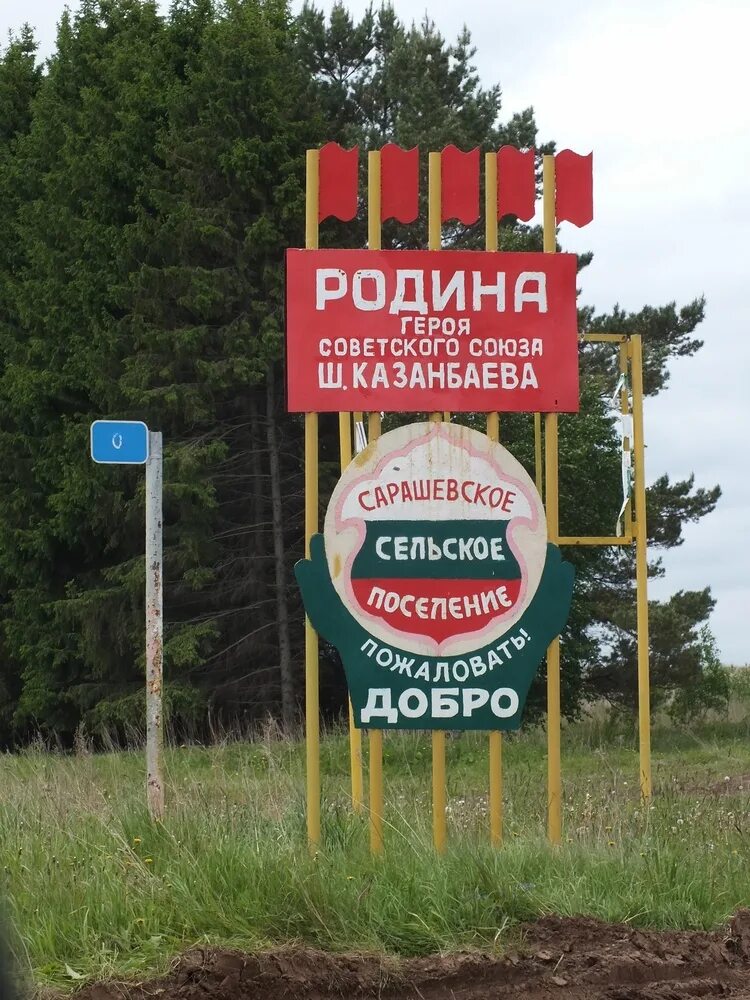 РОДИНА
ГЕРОЯ
СОВЕТСКОГО СОЮЗА
Ш. КАЗАНБАЕВА
0
САРАШЕВСКОЕ
СЕЛЬСКОЕ
ПОСЕЛЕНИЕ
ПОЖАЛОВАТЬ!
ДОБРО